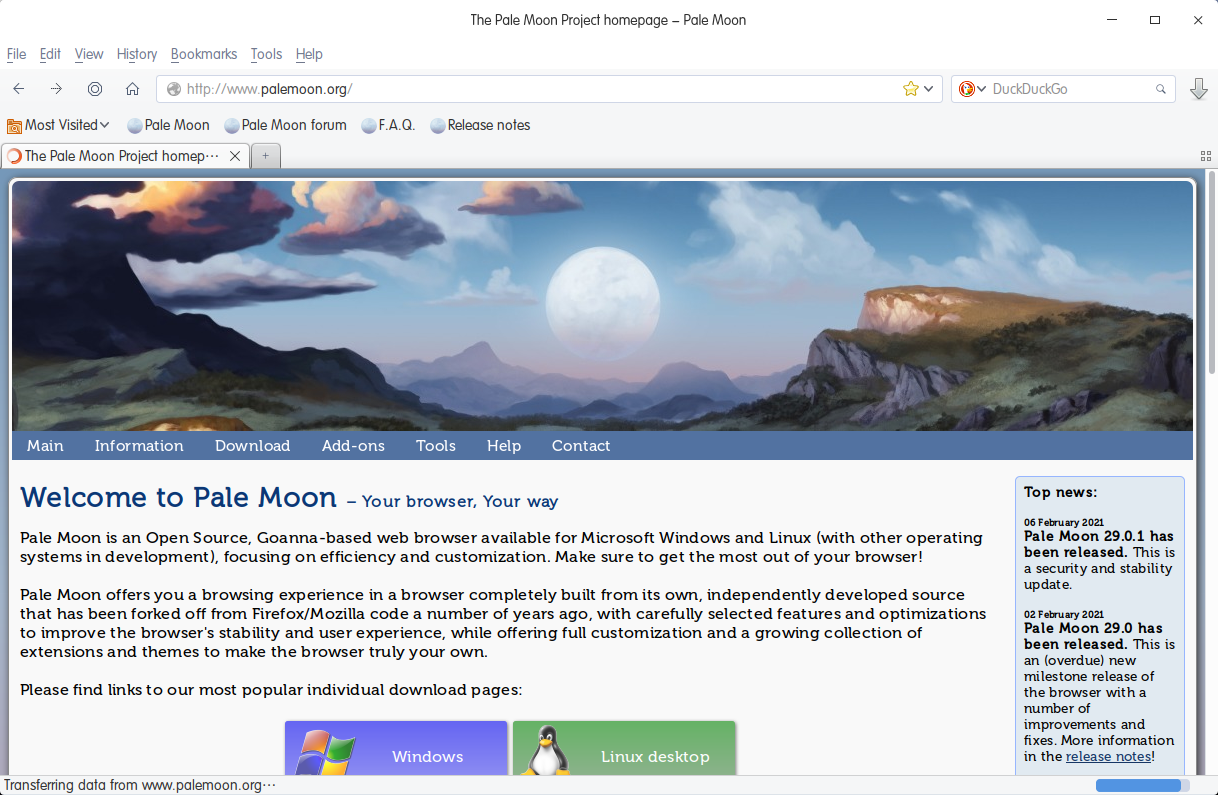 The Pale Moon Project homepage – Pale Moon
File Edit View History Bookmarks Tools Help
http://www.palemoon.org/ DuckDuckGo
Most Visited Pale Moon Pale Moon forum F.A.Q. Release notes
The Pale Moon Project homep⋯
Main Information Download Add-ons Tools Help Contact
Welcome to Pale Moon – Your browser, Your way
Pale Moon is an Open Source, Goanna-based web browser available for Microsoft Windows and Linux (with other operating
systems in development), focusing on efficiency and customization. Make sure to get the most out of your browser!
Pale Moon offers you a browsing experience in a browser completely built from its own, independently developed source
that has been forked off from Firefox/Mozilla code a number of years ago, with carefully selected features and optimizations
to improve the browser's stability and user experience, while offering full customization and a growing collection of
extensions and themes to make the browser truly your own.
Please find links to our most popular individual download pages:
Windows Linux desktop
Top news:
06 February 2021
Pale Moon 29.0.1 has
been released. This is
a security and stability
update.
02 February 2021
Pale Moon 29.0 has
been released. This is
an (overdue) new
milestone release of
the browser with a
number of
improvements and
fixes. More information
in the release notes!
Transferring data from www.palemoon.org⋯